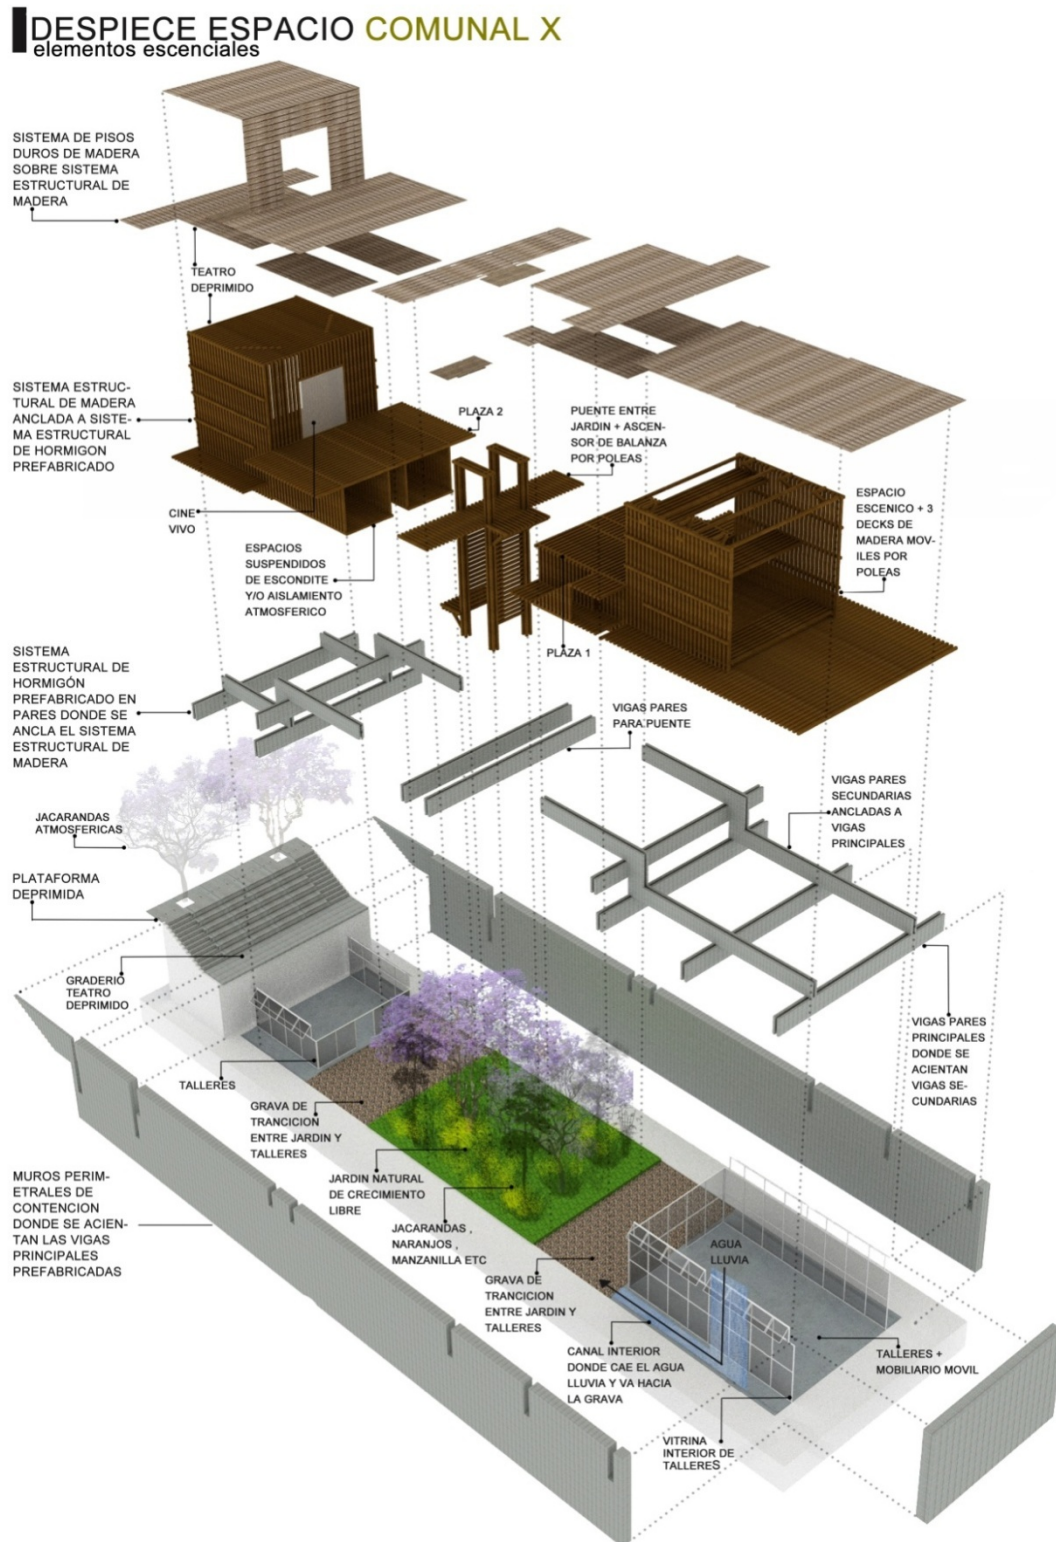 DESPIECE ESPACIO COMUNAL X
elementos escenciales
SISTEMA DE PISOS
DUROS DE MADERA
SOBRE SISTEMA
ESTRUCTURAL DE
MADERA
TEATRO
DEPRIMIDO
SISTEMA ESTRUC-
TURAL DE MADERA
ANCLADA A SISTE-
MA ESTRUCTURAL
DE HORMIGON
PREFABRICADO
PLAZA 2
PUENTE ENTRE
JARDIN + ASCEN-
SOR DE BALANZA
POR POLEAS
ESPACIO
ESCENICO + 3
DECKS DE
MADERA MOV-
ILES POR
POLEAS
CINE
VIVO
ESPACIOS
SUSPENDIDOS
DE ESCONDITE
Y/O AISLAMIENTO
ATMOSFERICO
PLAZA 1
SISTEMA
ESTRUCTURAL DE
HORMIGÓN
PREFABRICADO EN
PARES DONDE SE
ANCLA EL SISTEMA
ESTRUCTURAL DE
MADERA
VIGAS PARES
PARA PUENTE
VIGAS PARES
SECUNDARIAS
ANCLADAS A
VIGAS
PRINCIPALES
JACARANDAS
ATMOSFERICAS
PLATAFORMA
DEPRIMIDA
GRADERIO
TEATRO
DEPRIMIDO
VIGAS PARES
PRINCIPALES
DONDE SE
ACIENTAN
VIGAS SE-
CUNDARIAS
TALLERES
GRAVA DE
TRANCICION
ENTRE JARDIN Y
TALLERES
JARDIN NATURAL
DE CRECIMIENTO
LIBRE
JACARANDAS ,
NARANJOS ,
MANZANILLA ETC
MUROS PERIM-
ETRALES DE
CONTENCION
DONDE SE ACIEN-
TAN LAS VIGAS
PRINCIPALES
PREFABRICADAS
AGUA
LLUVIA
GRAVA DE
TRANCICION
ENTRE JARDIN Y
TALLERES
CANAL INTERIOR
DONDE CAE EL AGUA
LLUVIA Y VA HACIA
LA GRAVA
TALLERES +
MOBILIARIO MOVIL
VITRINA
INTERIOR DE
TALLERES